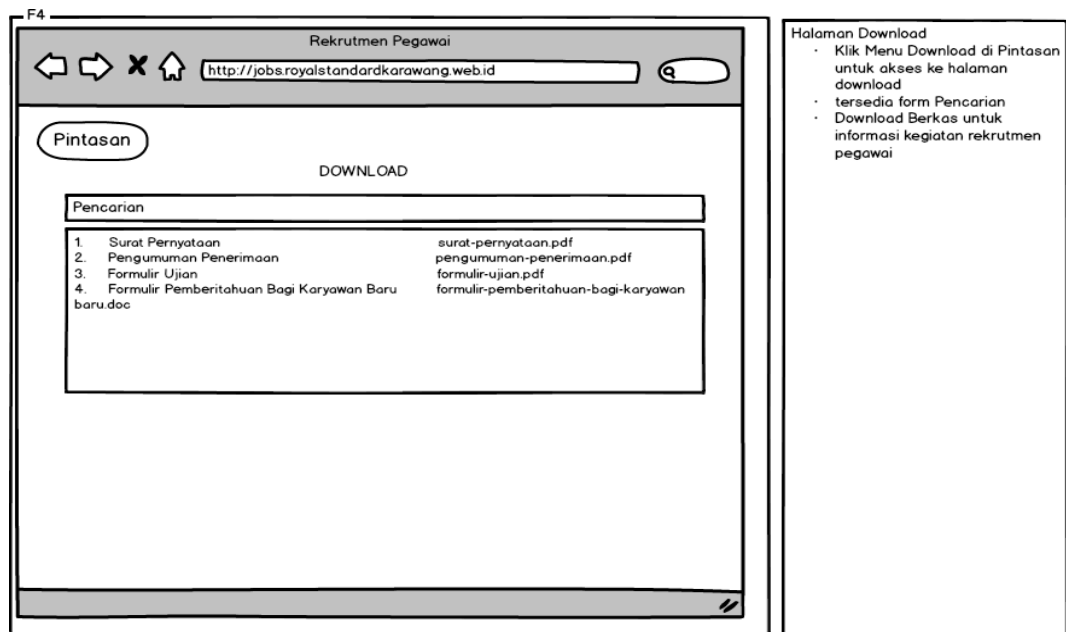 F4
Rekrutmen Pegawai
http://jobs.royalstandardkarawang.web.id
Pintasan
DOWNLOAD
Pencarian
1. Surat Pernyataan surat-pernyataan.pdf
2. Pengumuman Penerimaan pengumuman-penerimaan.pdf
3. Formulir Ujian formulir-ujian.pdf
4. Formulir Pemberitahuan Bagi Karyawan Baru formulir-pemberitahuan-bagi-karyawan
baru.doc
Halaman Download
· Klik Menu Download di Pintasan
untuk akses ke halaman
download
· tersedia form Pencarian
· Download Berkas untuk
informasi kegiatan rekrutmen
pegawai